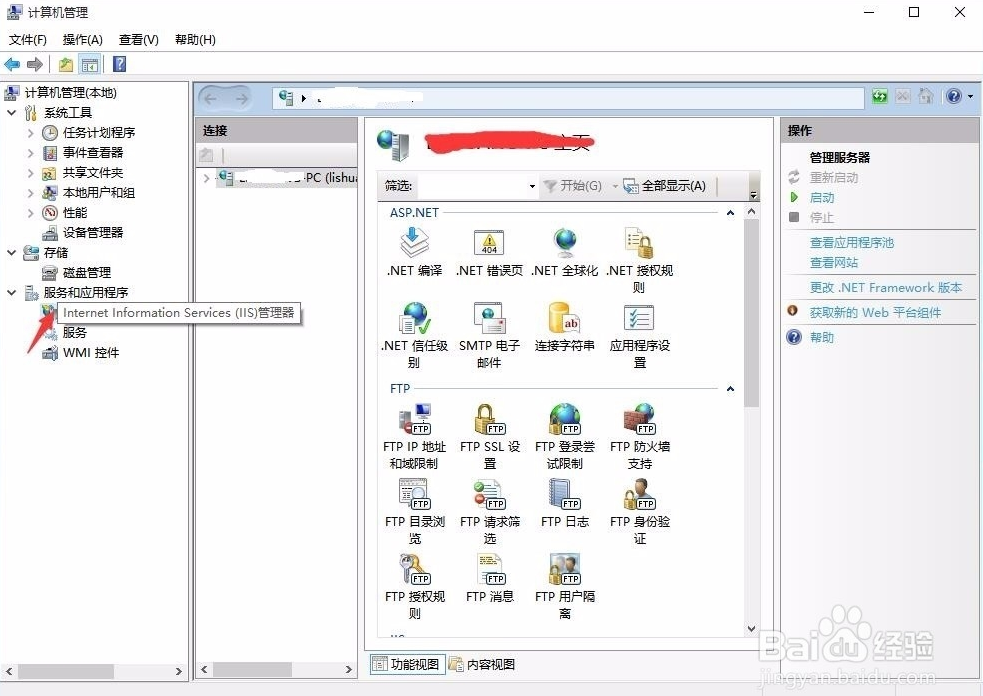 计算机管理
文件(F) 操作(A) 查看(V) 帮助(H)
计算机管理(本地)
系统工具
任务计划程序
事件查看器
共享文件夹
本地用户和组
性能
设备管理器
存储
磁盘管理
服务和应用程序
Internet Information Services (IIS)管理器
服务
WMI 控件
连接
-PC (lishua
主页
筛选:
开始(G)
全部显示(A)
ASP.NET
.NET 编译
.NET 错误页
.NET 全球化
.NET 授权规
则
404
.NET 信任级
别
SMTP 电子
邮件
连接字符串
应用程序设
置
ab
FTP
FTP IP 地址
和域限制
FTP SSL 设
置
FTP 登录尝
试限制
FTP 防火墙
支持
FTP 目录浏
览
FTP 请求筛
选
FTP 日志
FTP 身份验
证
FTP 授权规
则
FTP 消息
FTP 用户隔
离
功能视图
内容视图
操作
管理服务器
重新启动
启动
停止
查看应用程序池
查看网站
更改 .NET Framework 版本
获取新的 Web 平台组件
帮助
Baidu 经验
jingyan.baidu.com